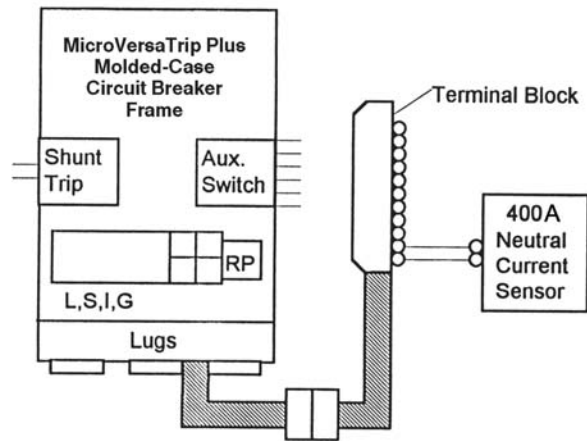 MicroVersaTrip Plus
Molded-Case
Circuit Breaker
Frame
Terminal Block
Shunt
Trip
Aux.
Switch
400A
Neutral
Current
Sensor
RP
L,S,I,G
Lugs